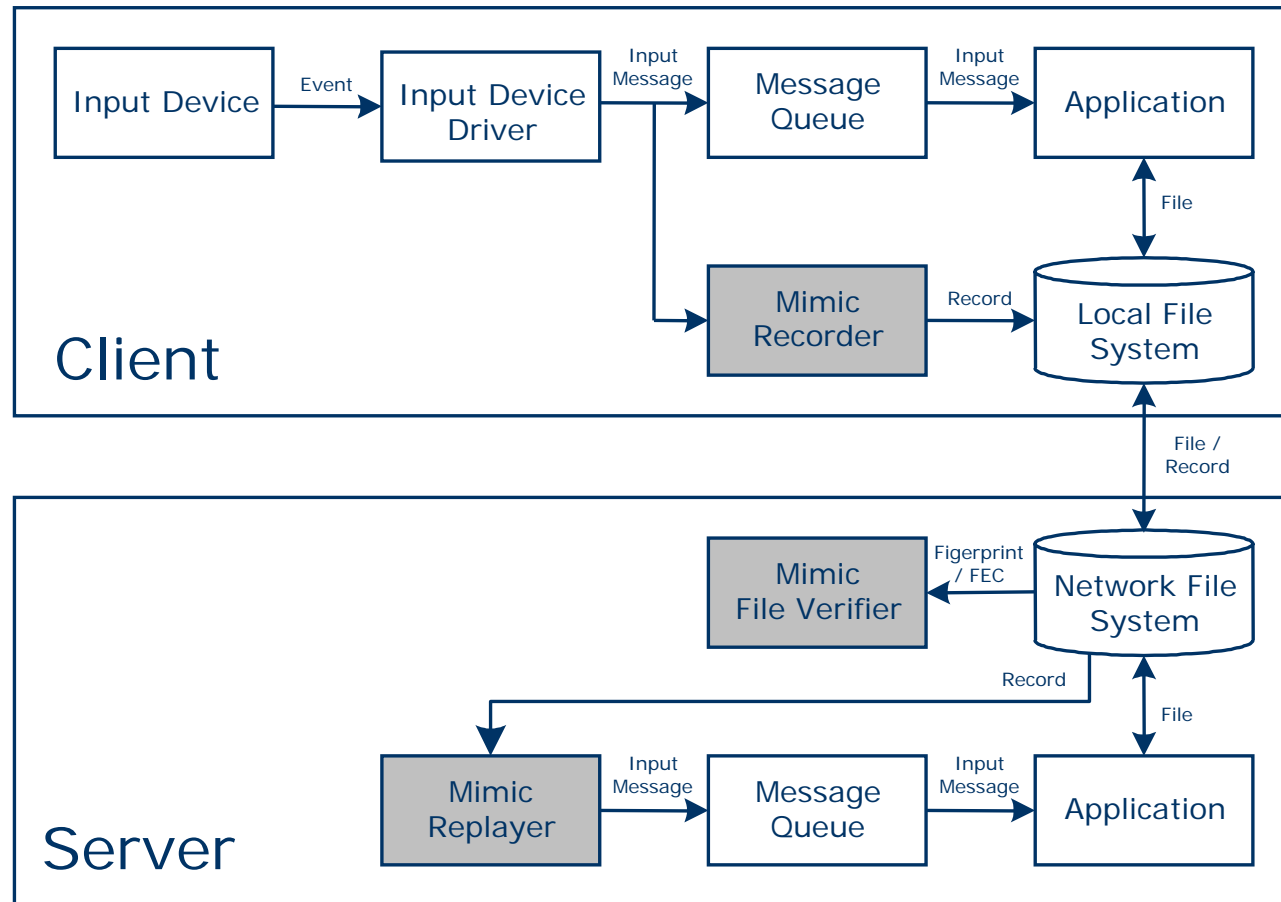 Input Device
Event
Input Device
Driver
Input
Message
Message
Queue
Input
Message
Application
File
Mimic
Recorder
Record
Local File
System
Client
File /
Record
Mimic
File Verifier
Figerprint
/ FEC
Network File
System
Record
File
Mimic
Replayer
Input
Message
Message
Queue
Input
Message
Application
Server